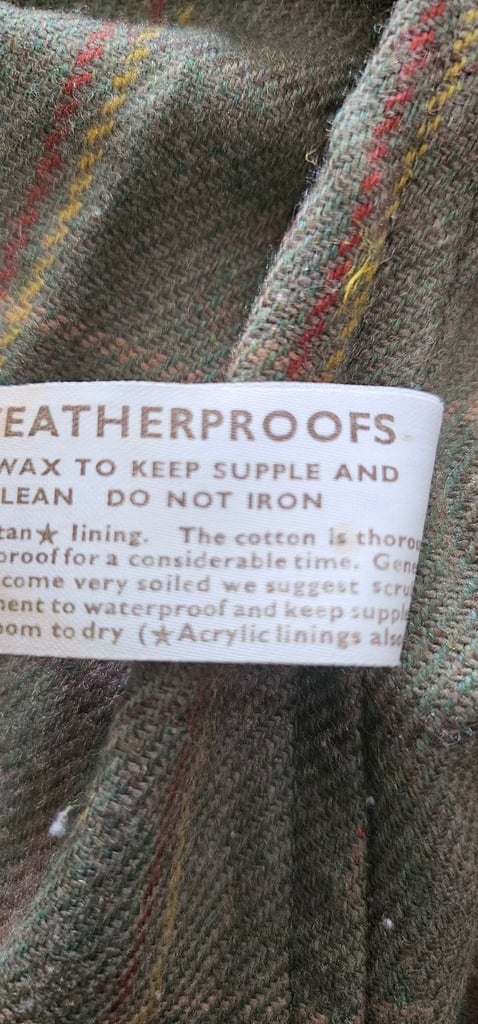 EATHERPROOFS
WAX TO KEEP SUPPLE AND
LEAN DO NOT IRON
tan★ lining. The cotton is thorou
proof for a considerable time. Gene
come very soiled we suggest scru
ment to waterproof and keep supple
oom to dry (★Acrylic linings also